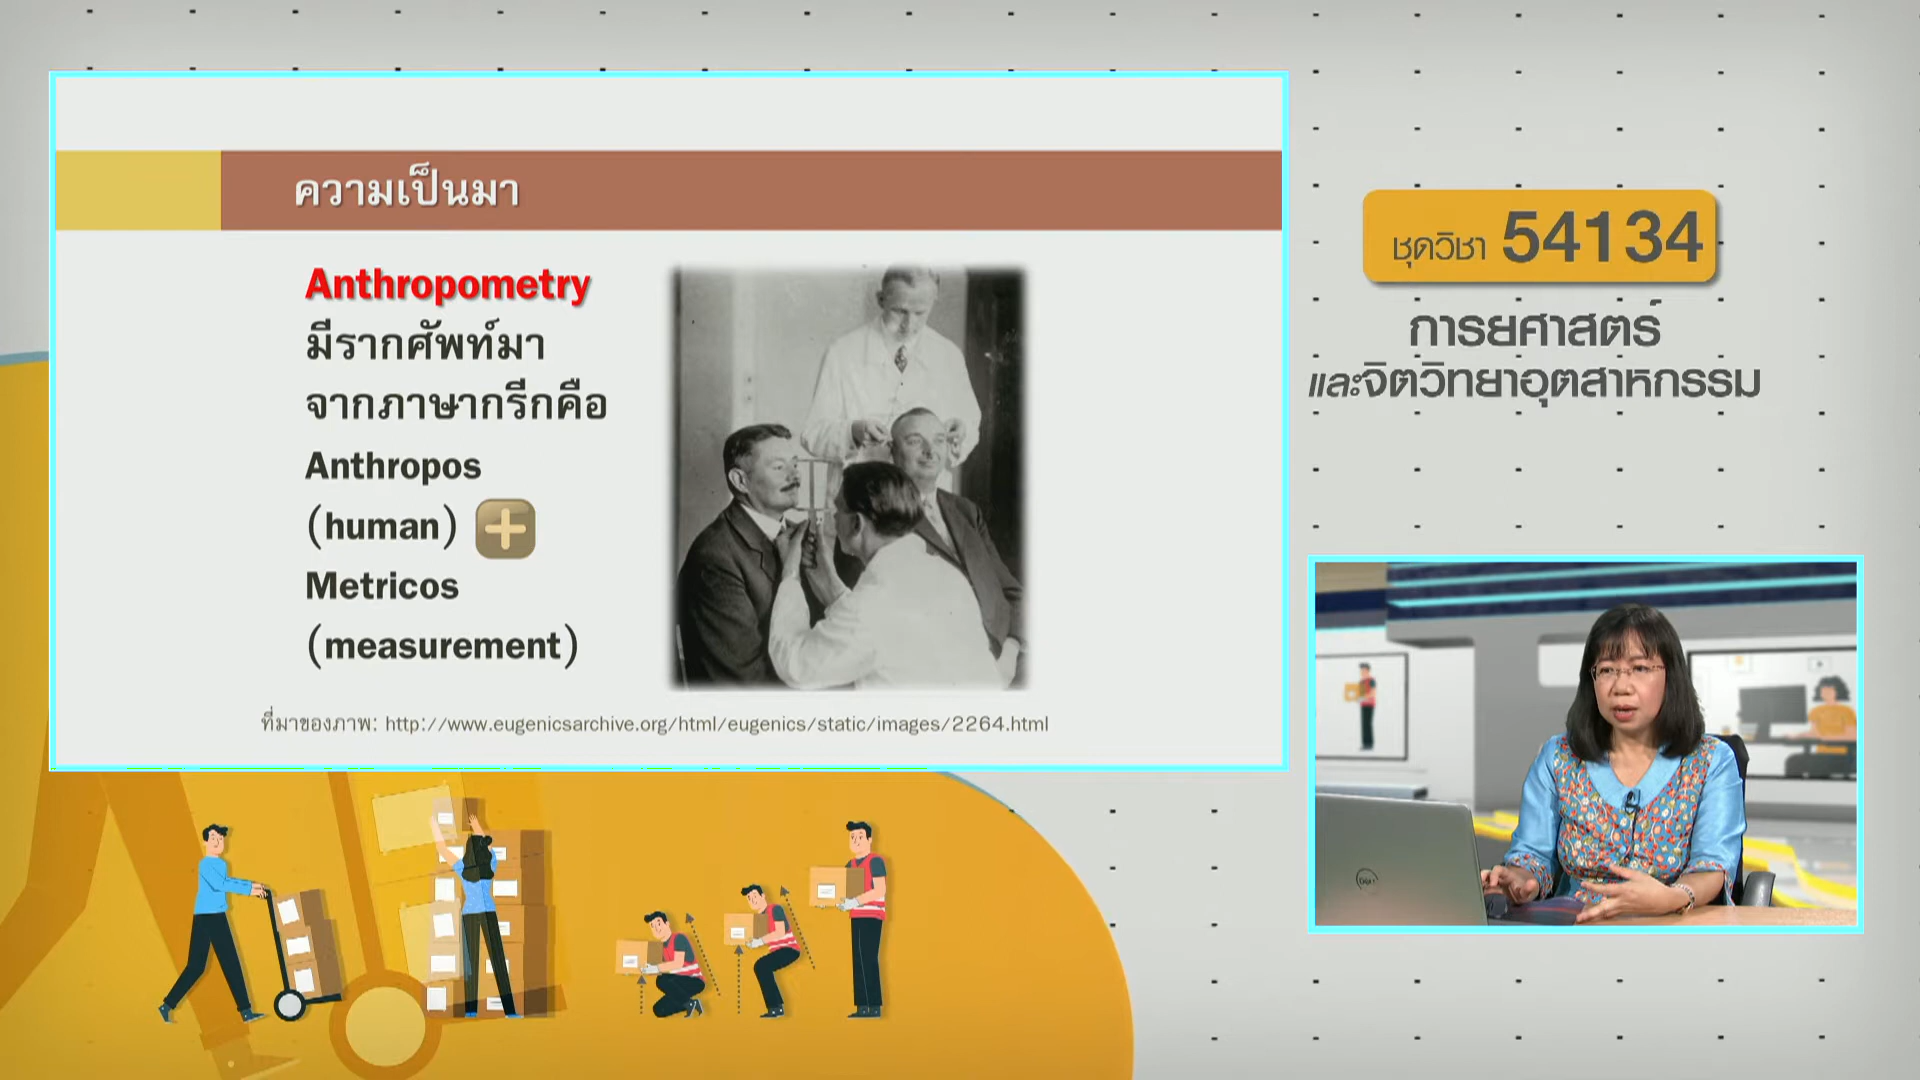 ความเป็นมา
Anthropometry
มีรากศัพท์มา
จากภาษากรีกคือ
Anthropos
(human)
Metricos
(measurement)
ที่มาของภาพ: http://www.eugenicsarchive.org/html/eugenics/static/images/2264.html
ชุดวิชา 54134
การยศาสตร์
และจิตวิทยาอุตสาหกรรม
DELL